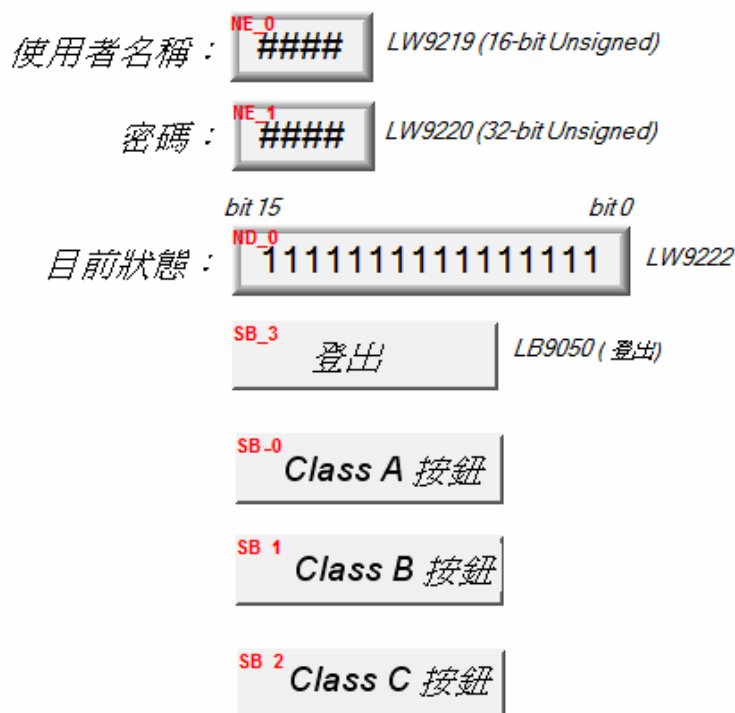 NE_0
使用者名稱： #### LW9219 (16-bit Unsigned)
NE_1
密碼： #### LW9220 (32-bit Unsigned)
bit 15 bit 0
ND_0
目前狀態： 1111111111111111 LW9222
SB_3
登出 LB9050 ( 登出)
SB_0
Class A 按鈕
SB_1
Class B 按鈕
SB_2
Class C 按鈕